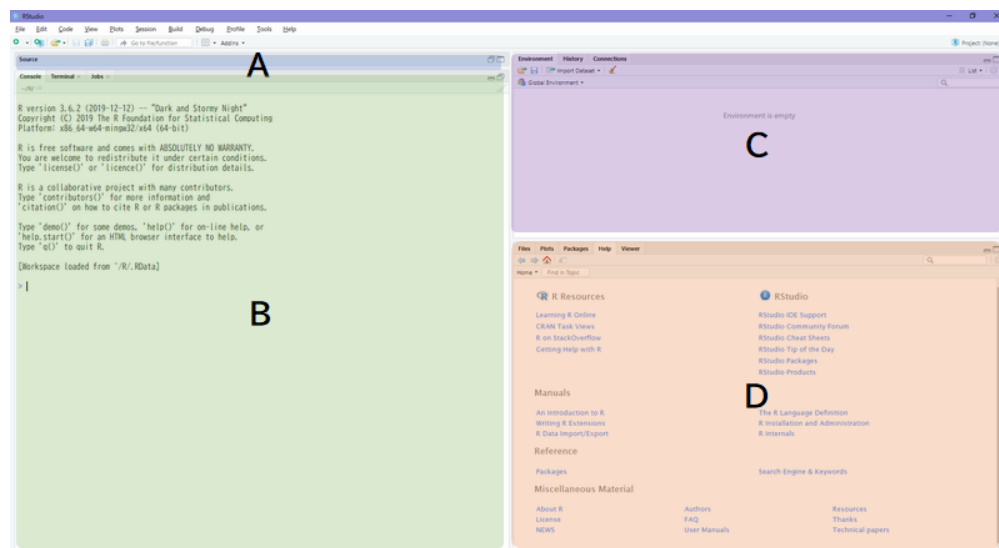 RStudio
File Edit Code View Plots Session Build Debug Profile Tools Help
Go to file/function Addins Project: (None)
A
Source
Console Terminal Jobs
~/R/
R version 3.6.2 (2019-12-12) -- "Dark and Stormy Night"
Copyright (C) 2019 The R Foundation for Statistical Computing
Platform: x86_64-w64-mingw32/x64 (64-bit)
R is free software and comes with ABSOLUTELY NO WARRANTY.
You are welcome to redistribute it under certain conditions.
Type 'license()' or 'licence()' for distribution details.
R is a collaborative project with many contributors.
Type 'contributors()' for more information and
'citation()' on how to cite R or R packages in publications.
Type 'demo()' for some demos, 'help()' for on-line help, or
'help.start()' for an HTML browser interface to help.
Type 'q()' to quit R.
[Workspace loaded from ~/R/.RData]
>
B
Environment History Connections
Import Dataset List
Global Environment
Environment is empty
C
Files Plots Packages Help Viewer
Home Find in Topic
R Resources
Learning R Online
CRAN Task Views
R on StackOverflow
Getting Help with R
RStudio
RStudio IDE Support
RStudio Community Forum
RStudio Cheat Sheets
RStudio Tip of the Day
RStudio Packages
RStudio Products
D
Manuals
An Introduction to R The R Language Definition
Writing R Extensions R Installation and Administration
R Data Import/Export R Internals
Reference
Packages Search Engine & Keywords
Miscellaneous Material
About R Authors Resources
License FAQ Thanks
NEWS User Manuals Technical papers